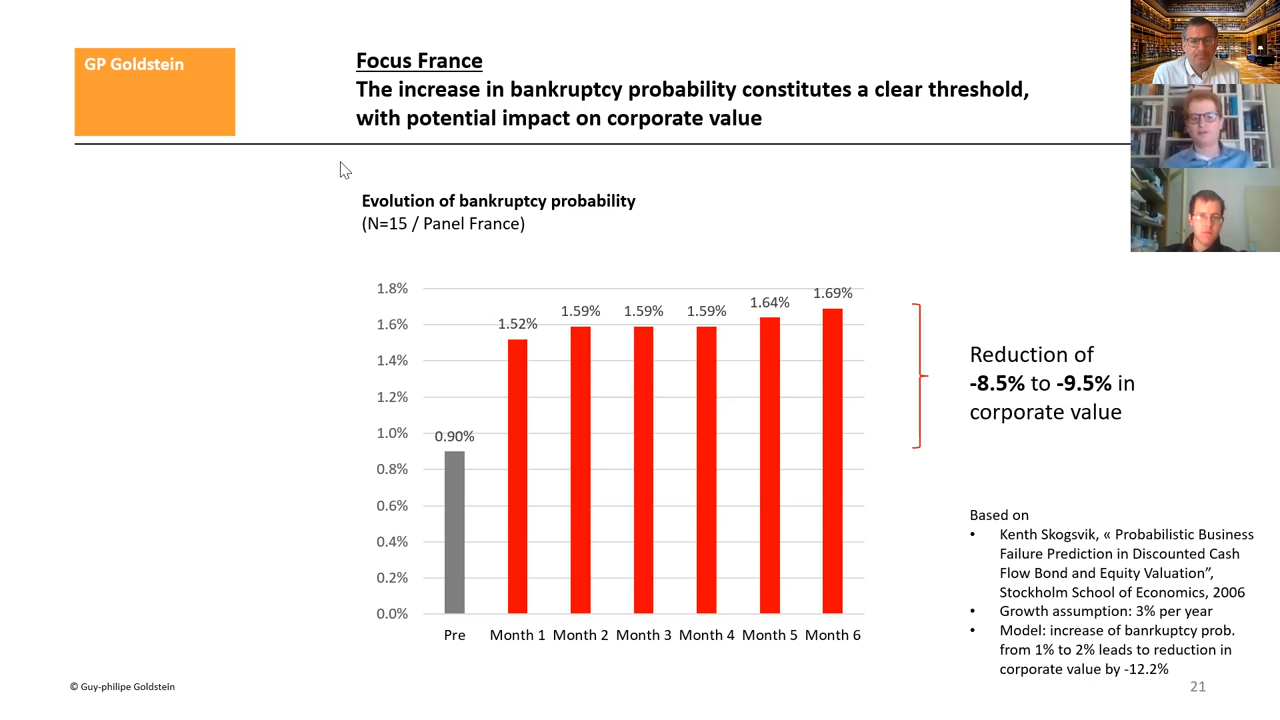 GP Goldstein
Focus France
The increase in bankruptcy probability constitutes a clear threshold,
with potential impact on corporate value
Evolution of bankruptcy probability
(N=15 / Panel France)
1.8%
1.6%
1.4%
1.2%
1.0%
0.8%
0.6%
0.4%
0.2%
0.0%
0.90%
1.52%
1.59%
1.59%
1.59%
1.64%
1.69%
Pre
Month 1
Month 2
Month 3
Month 4
Month 5
Month 6
Reduction of
-8.5% to -9.5% in
corporate value
Based on
• Kenth Skogsvik, « Probabilistic Business
Failure Prediction in Discounted Cash
Flow Bond and Equity Valuation”,
Stockholm School of Economics, 2006
• Growth assumption: 3% per year
• Model: increase of banrkuptcy prob.
from 1% to 2% leads to reduction in
corporate value by -12.2%
© Guy-philipe Goldstein
21